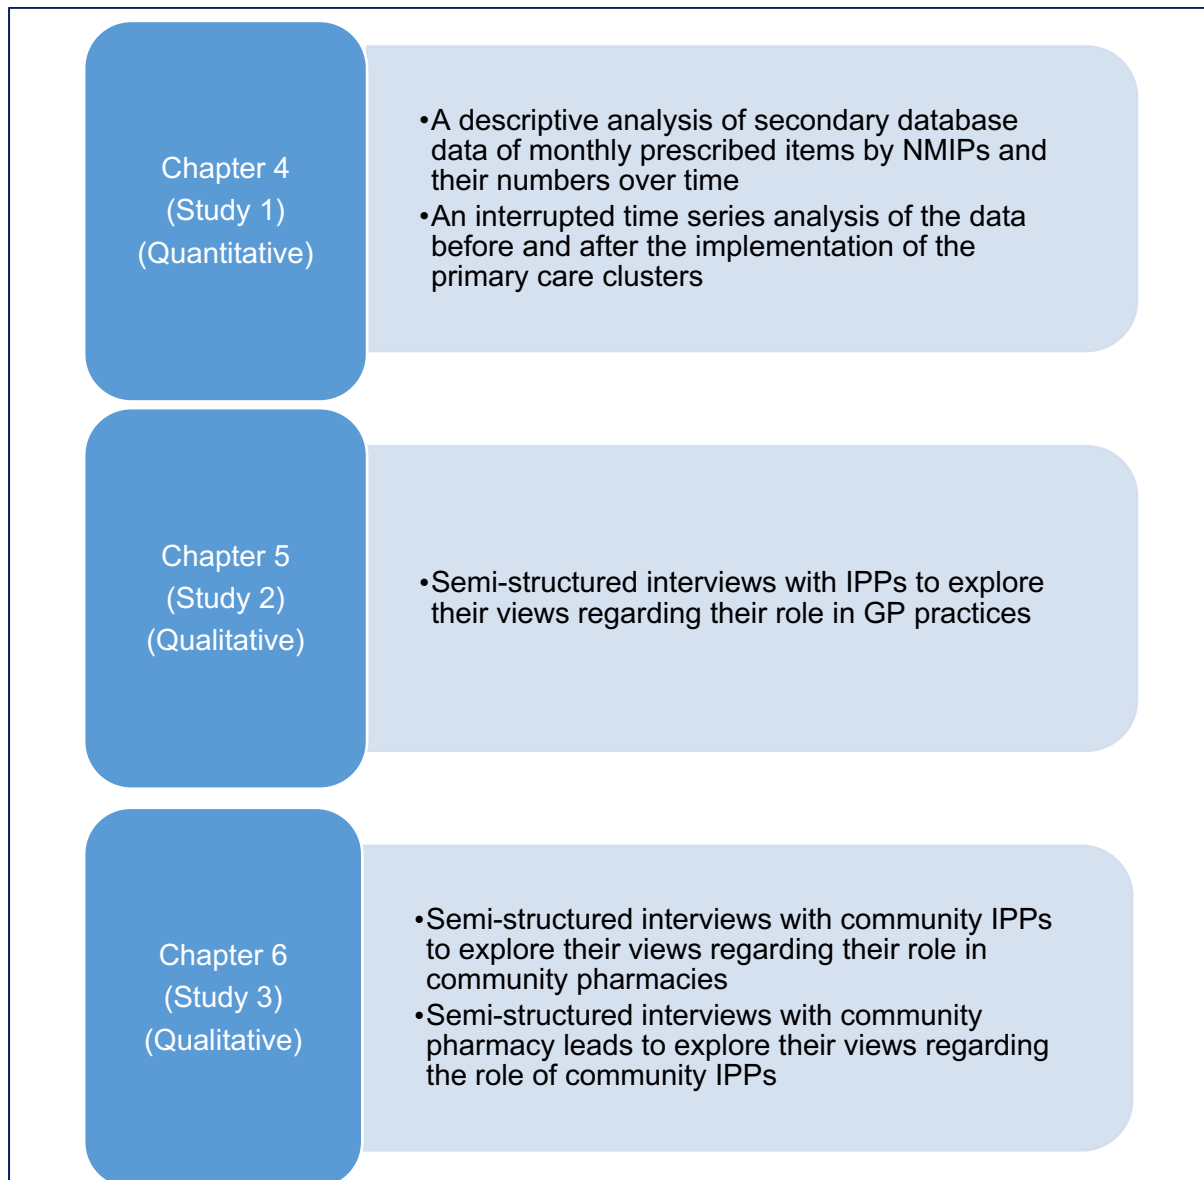 Chapter 4
(Study 1)
(Quantitative)
•A descriptive analysis of secondary database
data of monthly prescribed items by NMIPs and
their numbers over time
•An interrupted time series analysis of the data
before and after the implementation of the
primary care clusters
Chapter 5
(Study 2)
(Qualitative)
•Semi-structured interviews with IPPs to explore
their views regarding their role in GP practices
Chapter 6
(Study 3)
(Qualitative)
•Semi-structured interviews with community IPPs
to explore their views regarding their role in
community pharmacies
•Semi-structured interviews with community
pharmacy leads to explore their views regarding
the role of community IPPs